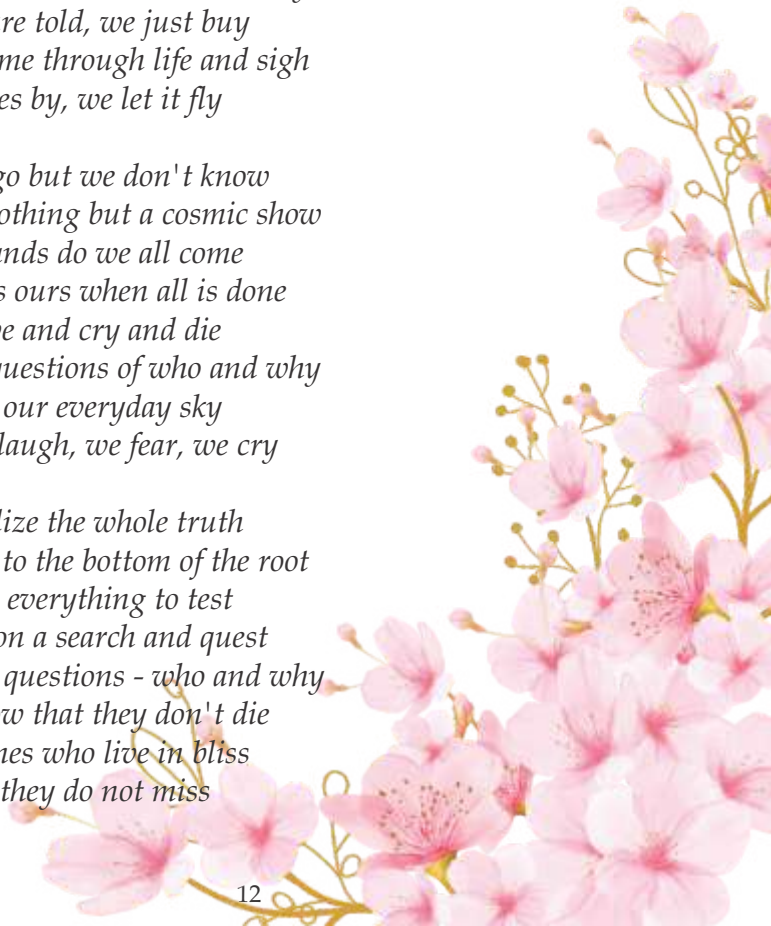 re told, we just buy
me through life and sigh
es by, we let it fly
go but we don't know
othing but a cosmic show
ands do we all come
s ours when all is done
e and cry and die
questions of who and why
our everyday sky
laugh, we fear, we cry
lize the whole truth
to the bottom of the root
everything to test
on a search and quest
questions - who and why
ow that they don't die
nes who live in bliss
they do not miss
12